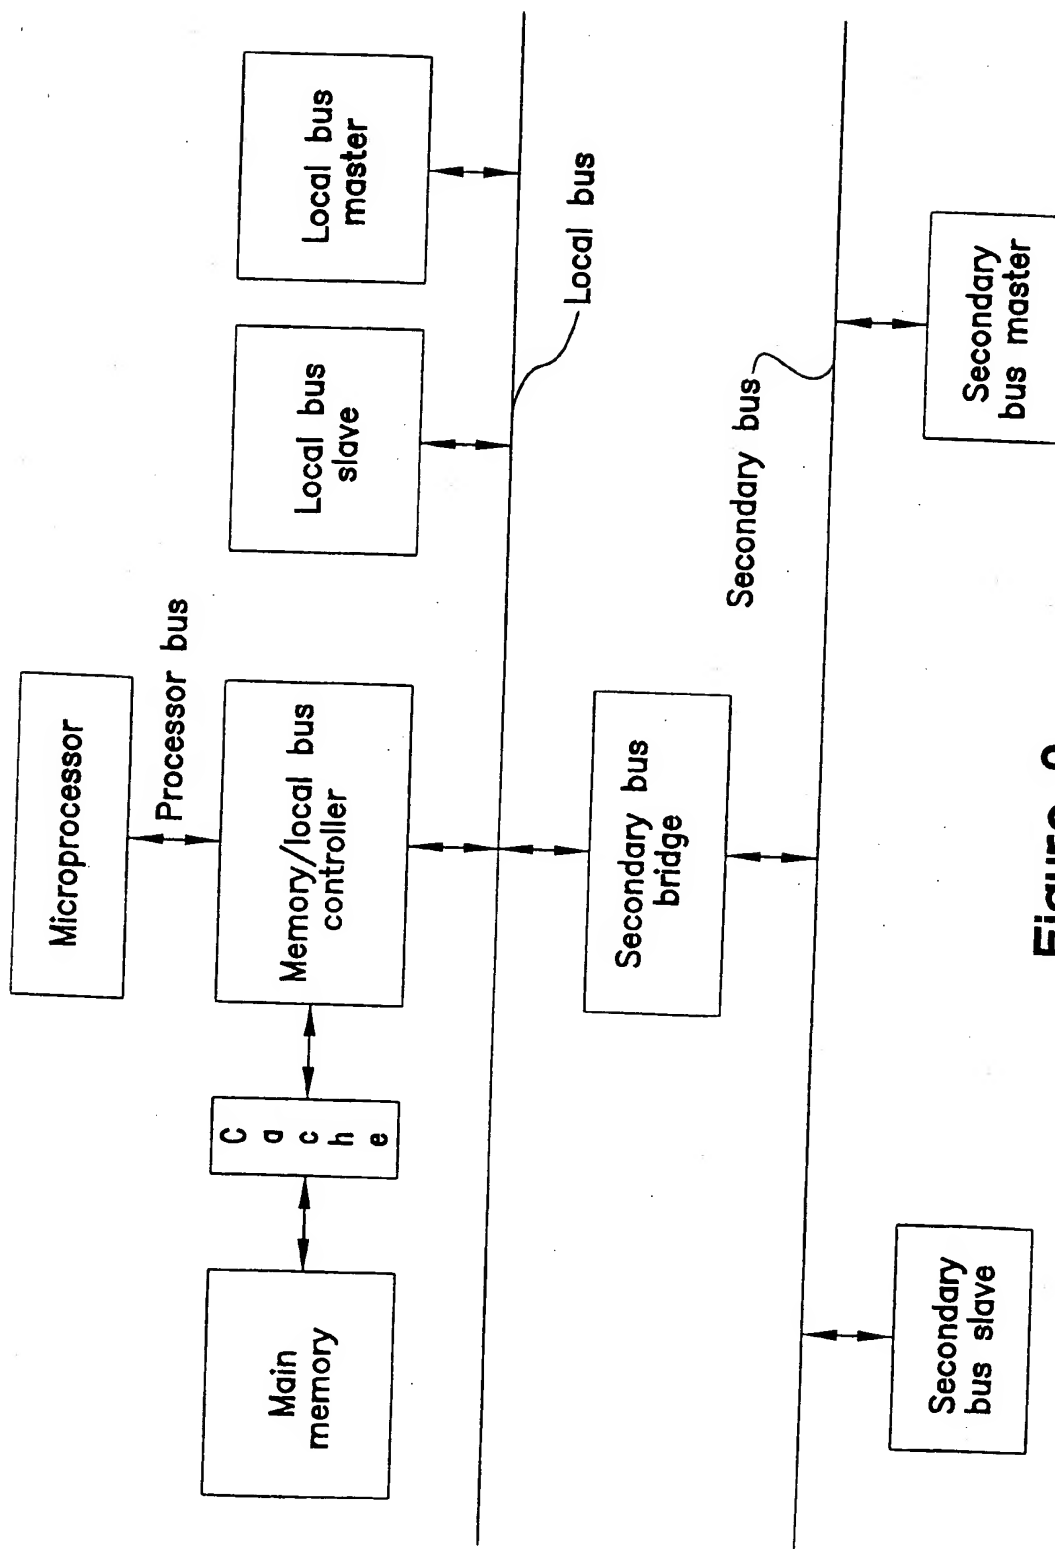 Microprocessor
Processor bus
Main
memory
Cache
Memory/local bus
controller
Local bus
slave
Local bus
master
Local bus
Secondary bus
bridge
Secondary bus
Secondary
bus slave
Secondary
bus master
Figure